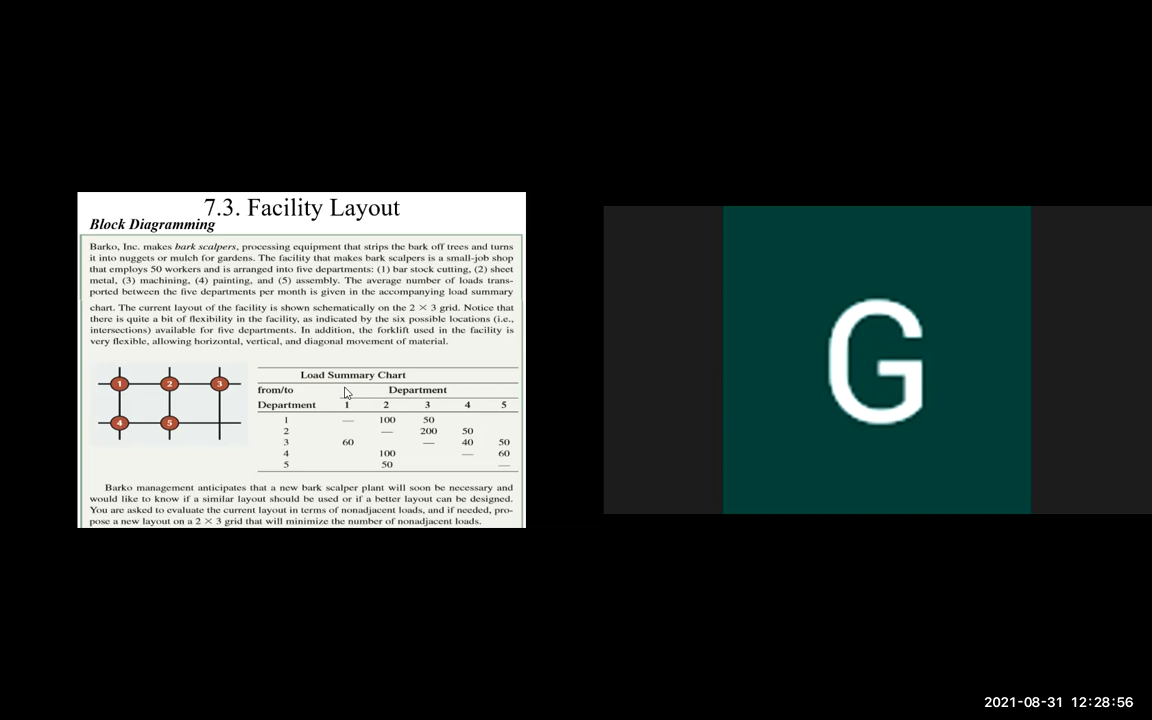 7.3. Facility Layout
Block Diagramming
Barko, Inc. makes bark scalpers, processing equipment that strips the bark off trees and turns
it into nuggets or mulch for gardens. The facility that makes bark scalpers is a small-job shop
that employs 50 workers and is arranged into five departments: (1) bar stock cutting, (2) sheet
metal, (3) machining, (4) painting, and (5) assembly. The average number of loads trans-
ported between the five departments per month is given in the accompanying load summary
chart. The current layout of the facility is shown schematically on the 2 × 3 grid. Notice that
there is quite a bit of flexibility in the facility, as indicated by the six possible locations (i.e.,
intersections) available for five departments. In addition, the forklift used in the facility is
very flexible, allowing horizontal, vertical, and diagonal movement of material.
1 2 3
4 5
Load Summary Chart
from/to Department
Department 1 2 3 4 5
1 — 100 50
2 — 200 50
3 60 — 40 50
4 100 — 60
5 50 —
Barko management anticipates that a new bark scalper plant will soon be necessary and
would like to know if a similar layout should be used or if a better layout can be designed.
You are asked to evaluate the current layout in terms of nonadjacent loads, and if needed, pro-
pose a new layout on a 2 × 3 grid that will minimize the number of nonadjacent loads.
G
2021-08-31 12:28:56